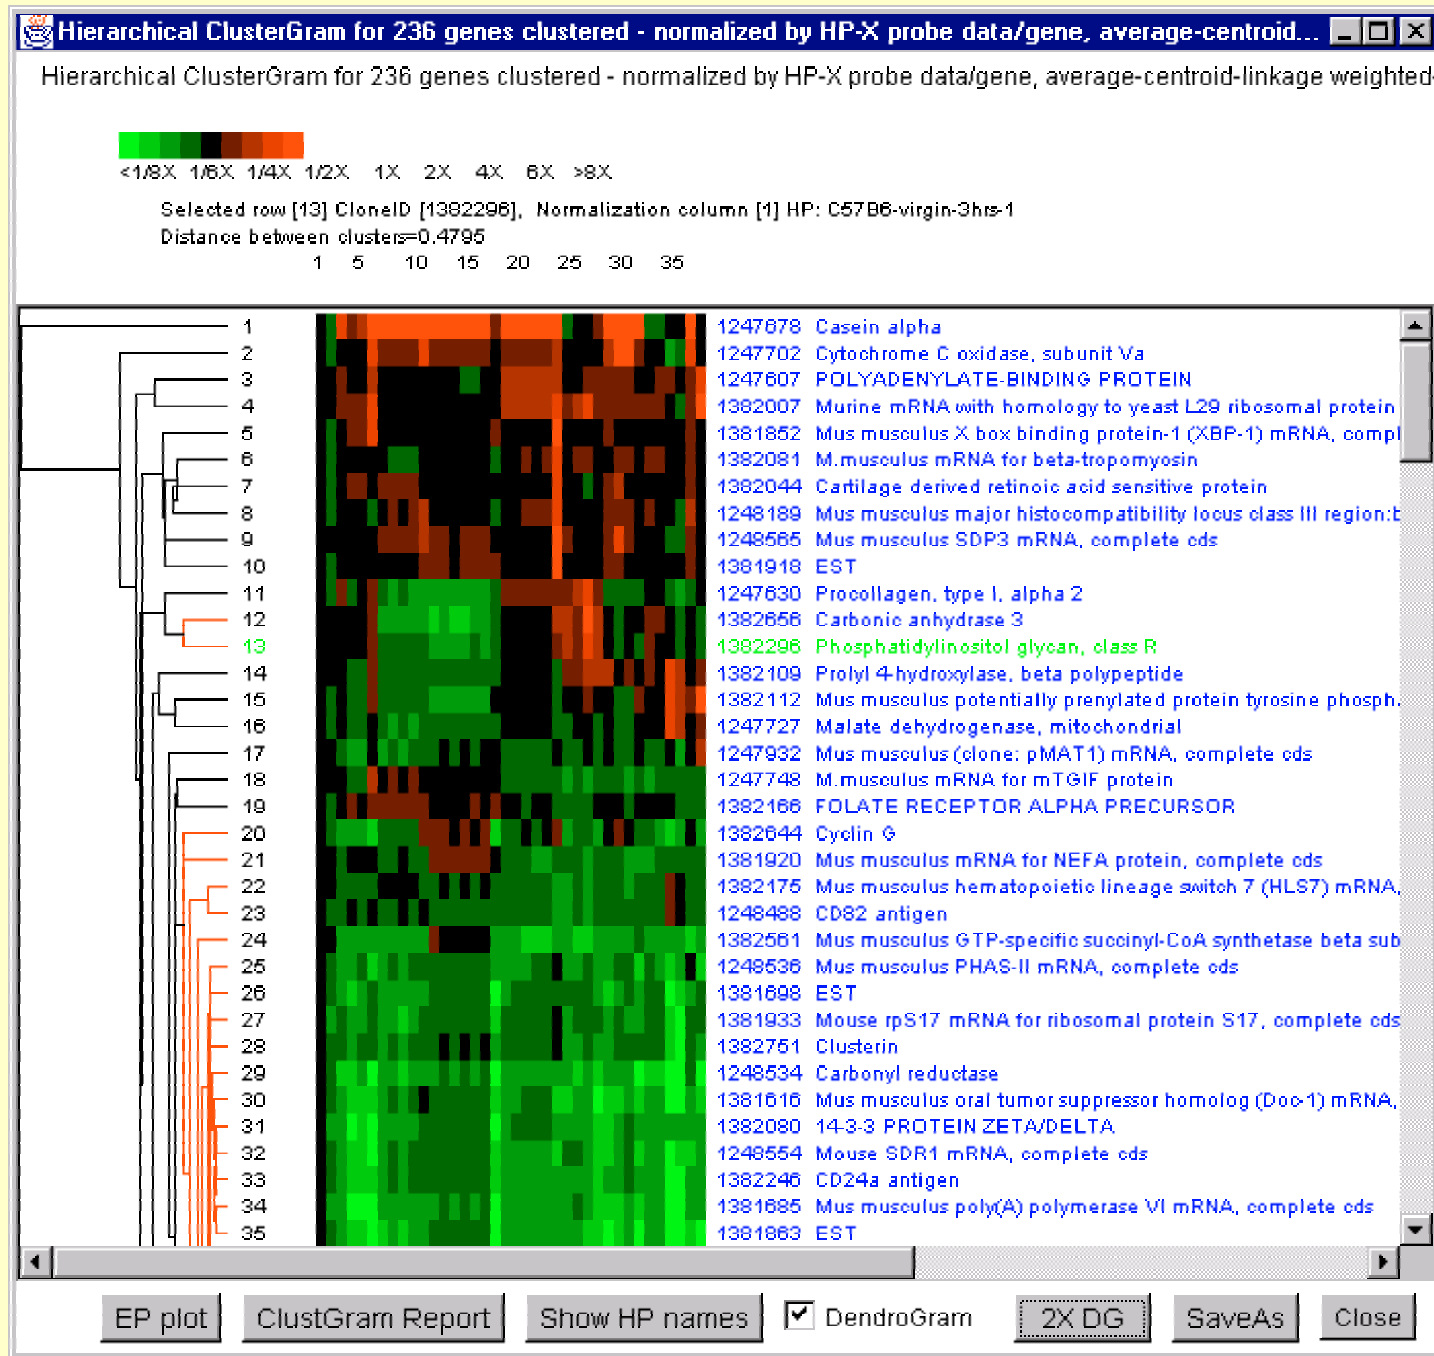 Hierarchical ClusterGram for 236 genes clustered - normalized by HP-X probe data/gene, average-centroid...
Hierarchical ClusterGram for 236 genes clustered - normalized by HP-X probe data/gene, average-centroid-linkage weighted-
<1/8X 1/6X 1/4X 1/2X 1X 2X 4X 6X >8X
Selected row [13] CloneID [1382296], Normalization column [1] HP: C57B6-virgin-3hrs-1
Distance between clusters=0.4795
1 5 10 15 20 25 30 35
1 1247678 Casein alpha
2 1247702 Cytochrome C oxidase, subunit Va
3 1247607 POLYADENYLATE-BINDING PROTEIN
4 1382007 Murine mRNA with homology to yeast L29 ribosomal protein
5 1381852 Mus musculus X box binding protein-1 (XBP-1) mRNA, compl
6 1382081 M.musculus mRNA for beta-tropomyosin
7 1382044 Cartilage derived retinoic acid sensitive protein
8 1248189 Mus musculus major histocompatibility locus class III region:b
9 1248565 Mus musculus SDP3 mRNA, complete cds
10 1381918 EST
11 1247630 Procollagen, type I, alpha 2
12 1382656 Carbonic anhydrase 3
13 1382296 Phosphatidylinositol glycan, class R
14 1382109 Prolyl 4-hydroxylase, beta polypeptide
15 1382112 Mus musculus potentially prenylated protein tyrosine phosph.
16 1247727 Malate dehydrogenase, mitochondrial
17 1247932 Mus musculus (clone: pMAT1) mRNA, complete cds
18 1247748 M.musculus mRNA for mTGIF protein
19 1382166 FOLATE RECEPTOR ALPHA PRECURSOR
20 1382644 Cyclin G
21 1381920 Mus musculus mRNA for NEFA protein, complete cds
22 1382175 Mus musculus hematopoietic lineage switch 7 (HLS7) mRNA,
23 1248488 CD82 antigen
24 1382561 Mus musculus GTP-specific succinyl-CoA synthetase beta sub
25 1248536 Mus musculus PHAS-II mRNA, complete cds
26 1381698 EST
27 1381933 Mouse rpS17 mRNA for ribosomal protein S17, complete cds
28 1382751 Clusterin
29 1248534 Carbonyl reductase
30 1381616 Mus musculus oral tumor suppressor homolog (Doc-1) mRNA,
31 1382080 14-3-3 PROTEIN ZETA/DELTA
32 1248554 Mouse SDR1 mRNA, complete cds
33 1382246 CD24a antigen
34 1381685 Mus musculus poly(A) polymerase VI mRNA, complete cds
35 1381863 EST
EP plot ClustGram Report Show HP names DendroGram 2X DG SaveAs Close